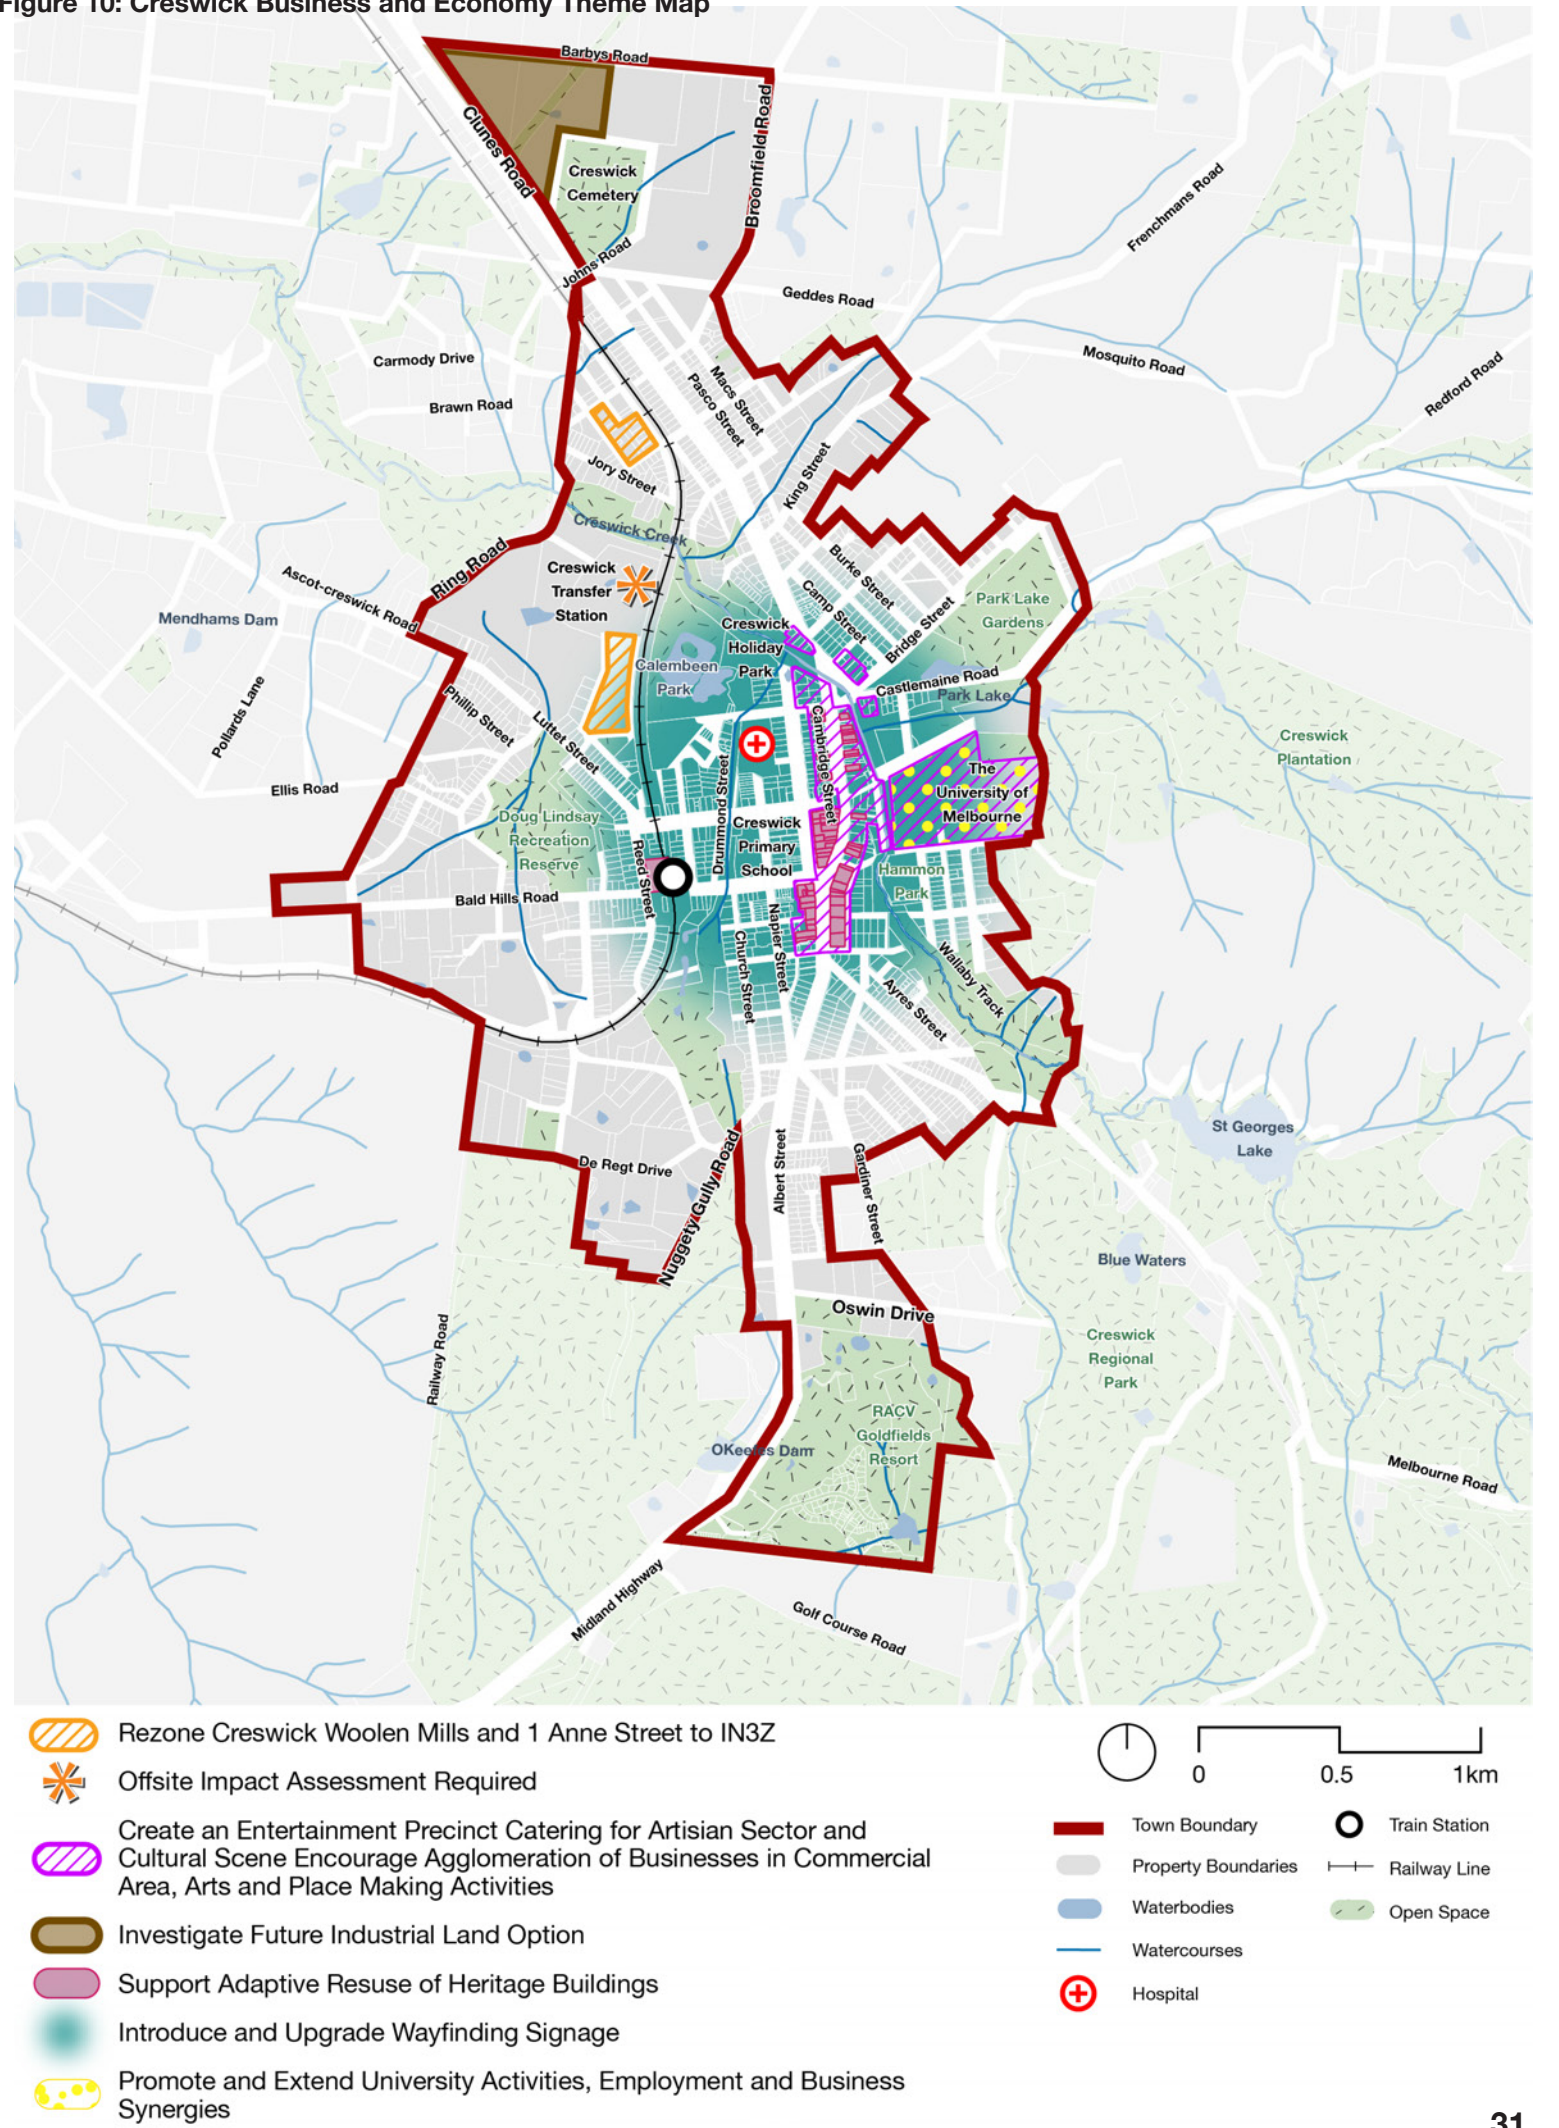 Figure 10: Creswick Business and Economy Theme Map
Barbys Road
Clunes Road
Broomfield Road
Creswick
Cemetery
Johns Road
Frenchmans Road
Geddes Road
Carmody Drive
Mosquito Road
Redford Road
Brawn Road
Macs Street
Pasco Street
Jory Street
King Street
Creswick Creek
Ring Road
Ascot-creswick Road
Creswick
Transfer
Station
Burke Street
Camp Street
Bridge Street
Park Lake
Gardens
Mendhams Dam
Creswick
Holiday
Park
Calembeen
Park
Castlemaine Road
Park Lake
Pollards Lane
Phillip Street
Luttet Street
Cambridge Street
Creswick
Plantation
The
University of
Melbourne
Ellis Road
Drummond Street
Doug Lindsay
Recreation
Reserve
Creswick
Primary
School
Reed Street
Hammon
Park
Bald Hills Road
Napier Street
Church Street
Wallaby Track
Ayres Street
St Georges
Lake
De Regt Drive
Nuggety Gully Road
Albert Street
Gardiner Street
Blue Waters
Oswin Drive
Creswick
Regional
Park
Railway Road
RACV
Goldfields
Resort
OKeefes Dam
Melbourne Road
Midland Highway
Golf Course Road
Rezone Creswick Woolen Mills and 1 Anne Street to IN3Z
Offsite Impact Assessment Required
Create an Entertainment Precinct Catering for Artisian Sector and
Cultural Scene Encourage Agglomeration of Businesses in Commercial
Area, Arts and Place Making Activities
Investigate Future Industrial Land Option
Support Adaptive Resuse of Heritage Buildings
Introduce and Upgrade Wayfinding Signage
Promote and Extend University Activities, Employment and Business
Synergies
0 0.5 1km
Town Boundary
Train Station
Property Boundaries
Railway Line
Waterbodies
Open Space
Watercourses
Hospital
31